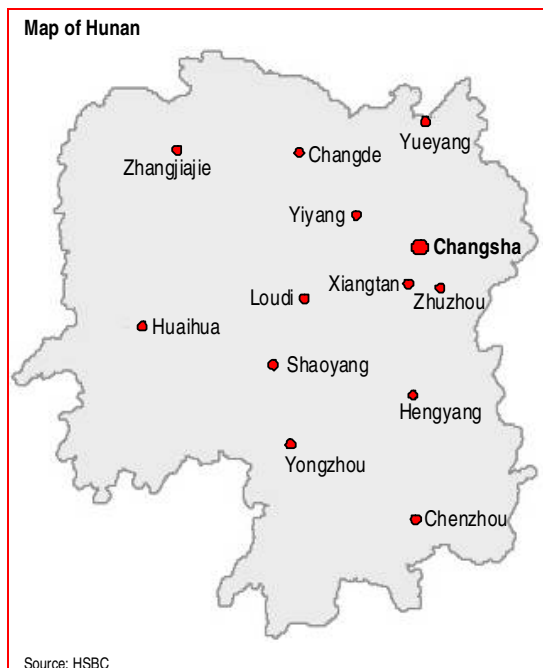 Map of Hunan
Yueyang
Zhangjiajie
Changde
Yiyang
Changsha
Xiangtan
Zhuzhou
Loudi
Huaihua
Shaoyang
Hengyang
Yongzhou
Chenzhou
Source: HSBC